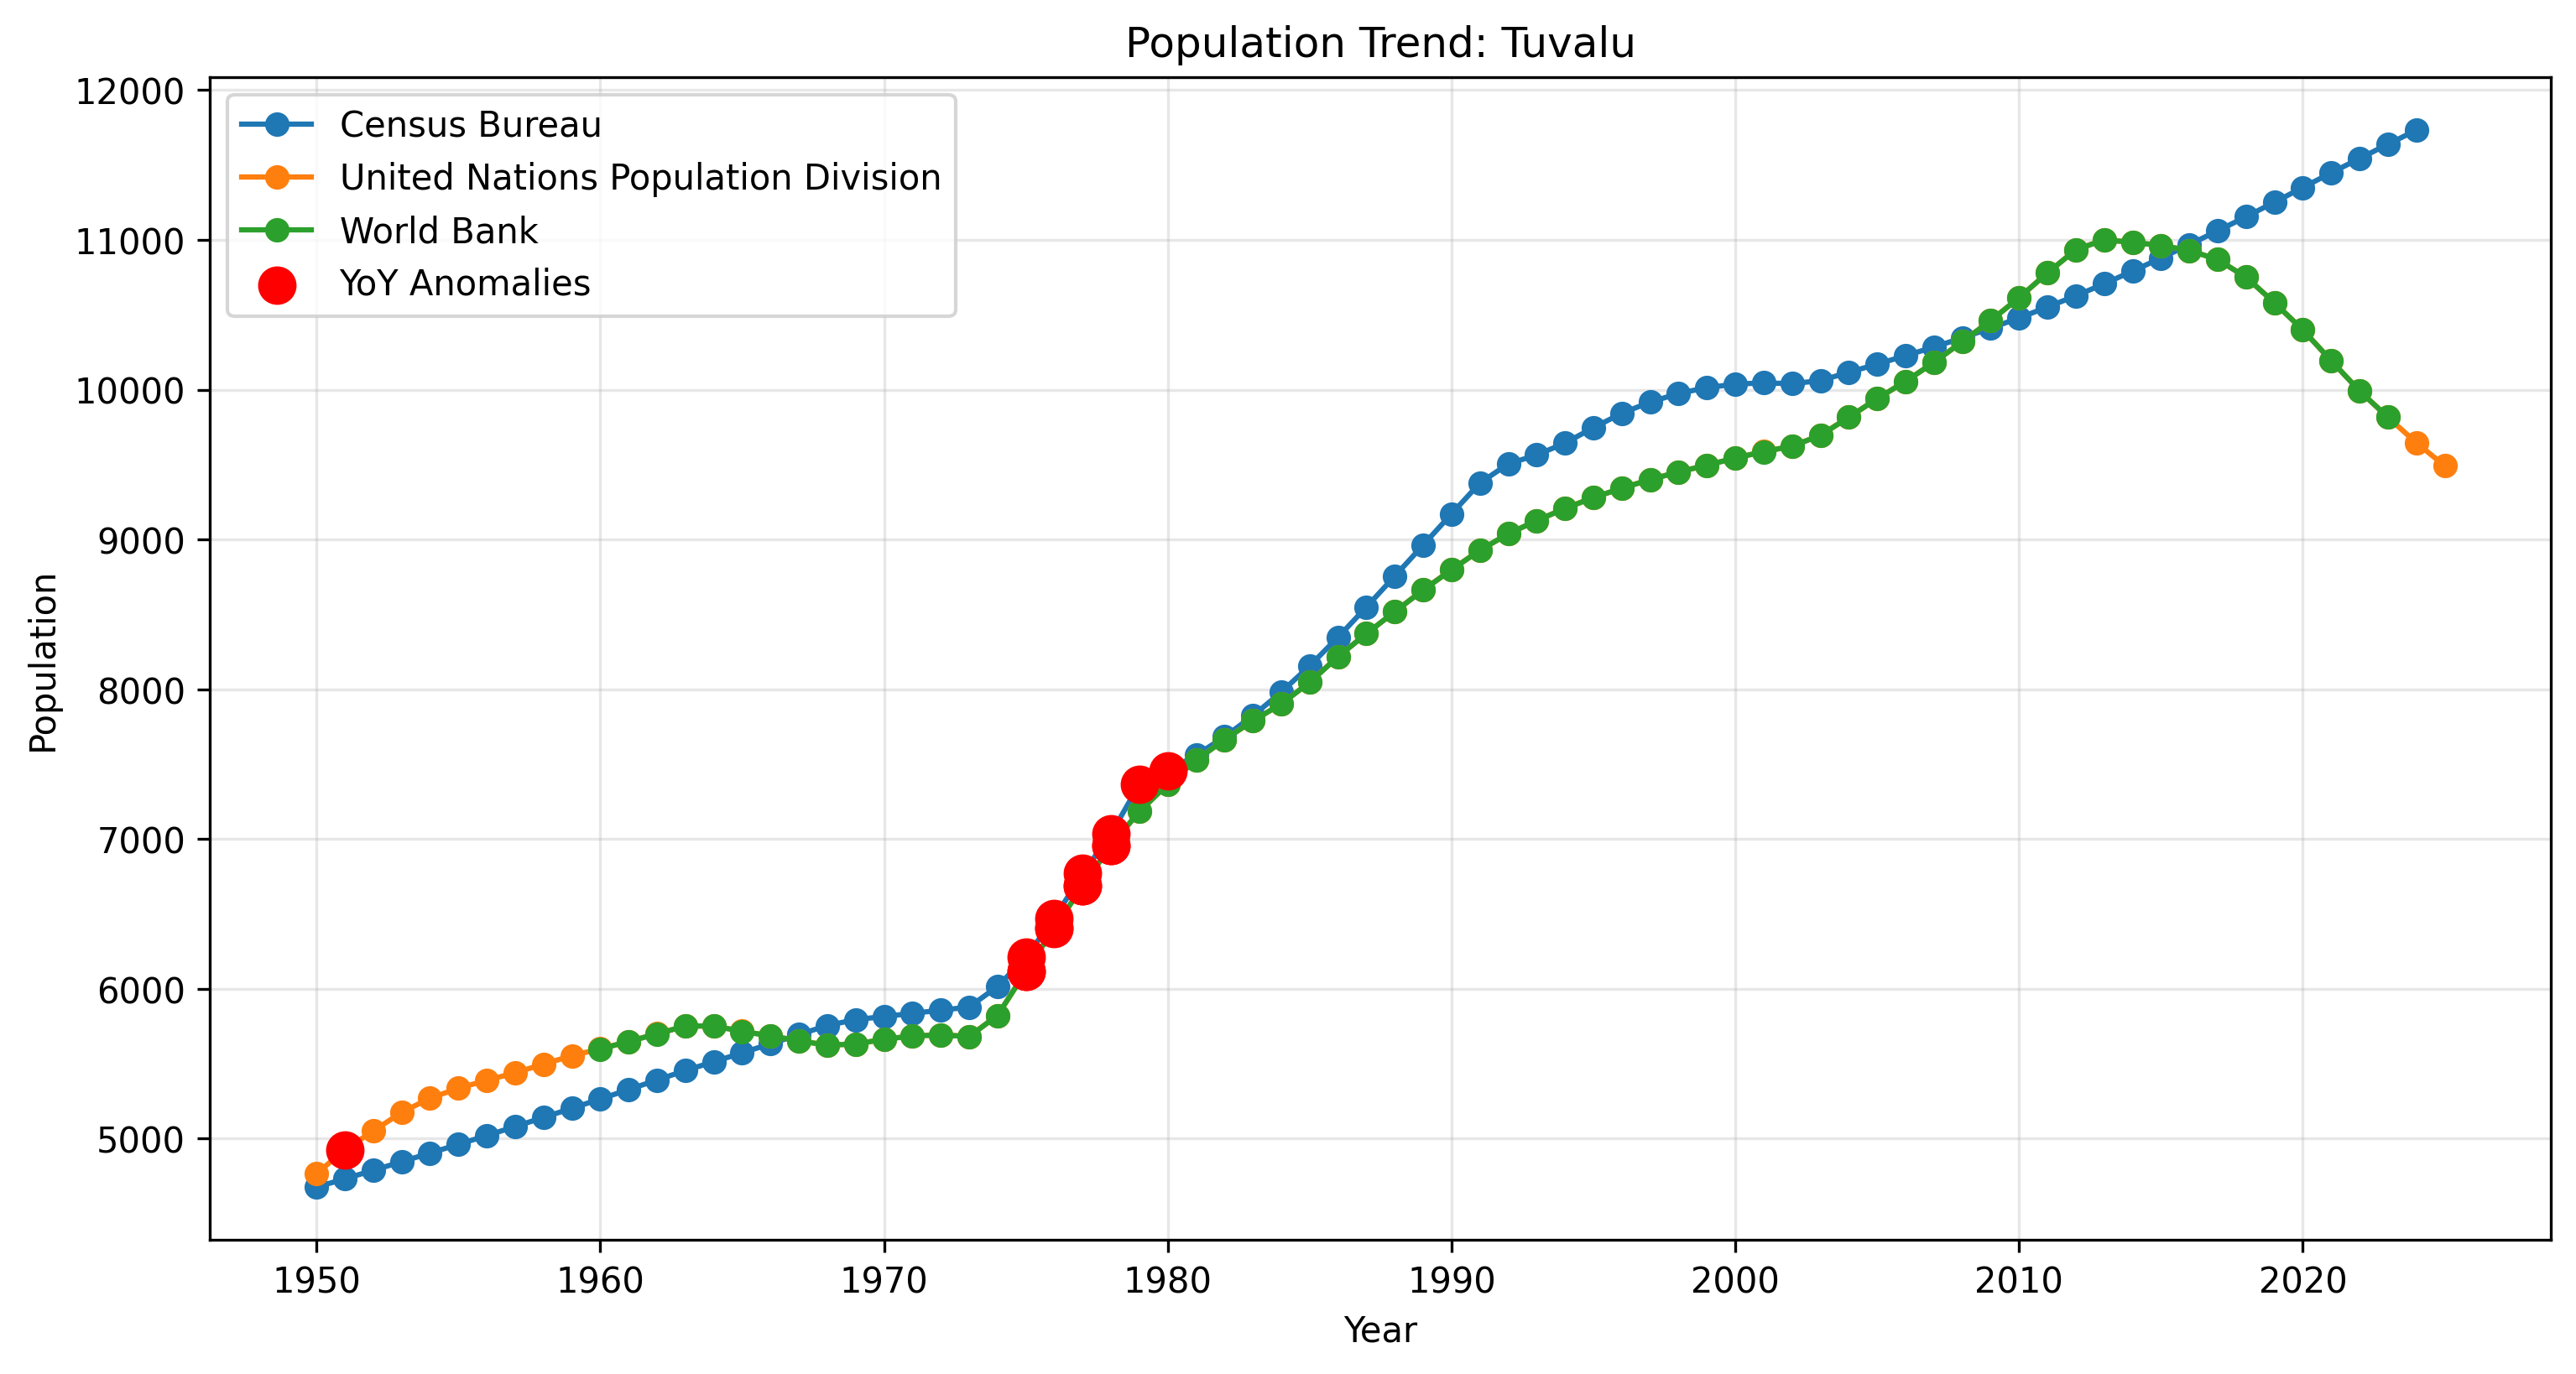 Population Trend: Tuvalu
12000
11000
10000
9000
8000
7000
6000
5000
Population
Census Bureau
United Nations Population Division
World Bank
YoY Anomalies
1950 1960 1970 1980 1990 2000 2010 2020
Year